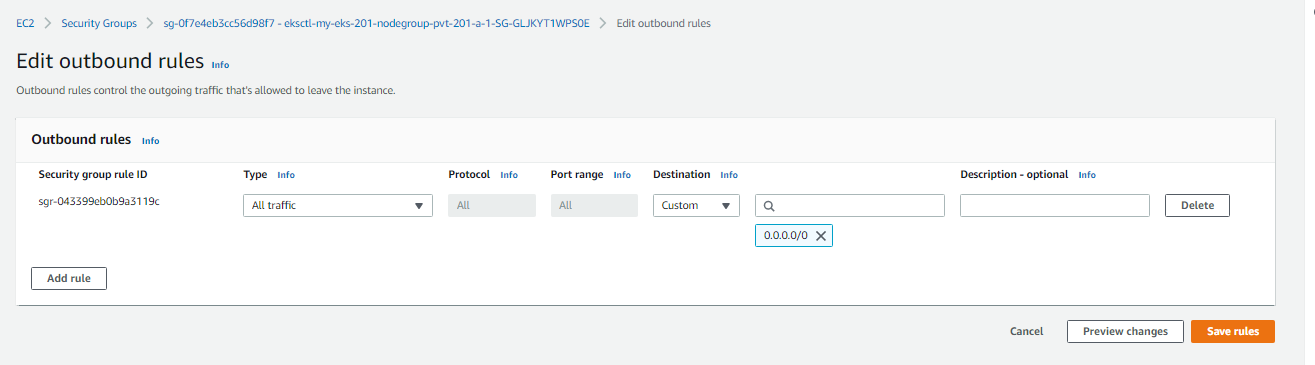 EC2 > Security Groups > sg-0f7e4eb3cc56d98f7 - eksctl-my-eks-201-nodegroup-pvt-201-a-1-SG-GLJKYT1WPS0E > Edit outbound rules
Edit outbound rules Info
Outbound rules control the outgoing traffic that's allowed to leave the instance.
Outbound rules Info
Security group rule ID Type Info Protocol Info Port range Info Destination Info Description - optional Info
sgr-043399eb0b9a3119c All traffic All All Custom Delete
0.0.0.0/0
Add rule
Cancel Preview changes Save rules